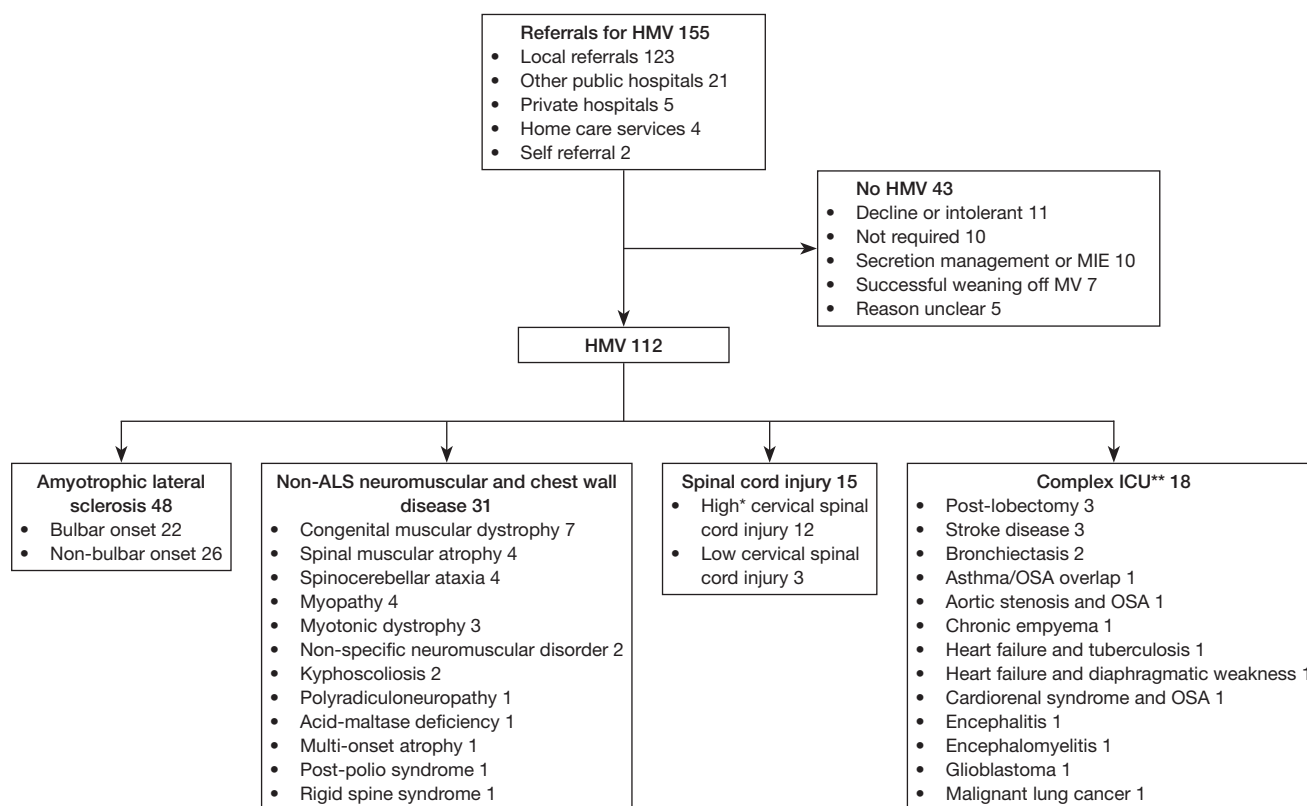 Referrals for HMV 155
• Local referrals 123
• Other public hospitals 21
• Private hospitals 5
• Home care services 4
• Self referral 2
No HMV 43
• Decline or intolerant 11
• Not required 10
• Secretion management or MIE 10
• Successful weaning off MV 7
• Reason unclear 5
HMV 112
Amyotrophic lateral
sclerosis 48
• Bulbar onset 22
• Non-bulbar onset 26
Non-ALS neuromuscular and chest wall
disease 31
• Congenital muscular dystrophy 7
• Spinal muscular atrophy 4
• Spinocerebellar ataxia 4
• Myopathy 4
• Myotonic dystrophy 3
• Non-specific neuromuscular disorder 2
• Kyphoscoliosis 2
• Polyradiculoneuropathy 1
• Acid-maltase deficiency 1
• Multi-onset atrophy 1
• Post-polio syndrome 1
• Rigid spine syndrome 1
Spinal cord injury 15
• High* cervical spinal
cord injury 12
• Low cervical spinal
cord injury 3
Complex ICU** 18
• Post-lobectomy 3
• Stroke disease 3
• Bronchiectasis 2
• Asthma/OSA overlap 1
• Aortic stenosis and OSA 1
• Chronic empyema 1
• Heart failure and tuberculosis 1
• Heart failure and diaphragmatic weakness 1
• Cardiorenal syndrome and OSA 1
• Encephalitis 1
• Encephalomyelitis 1
• Glioblastoma 1
• Malignant lung cancer 1